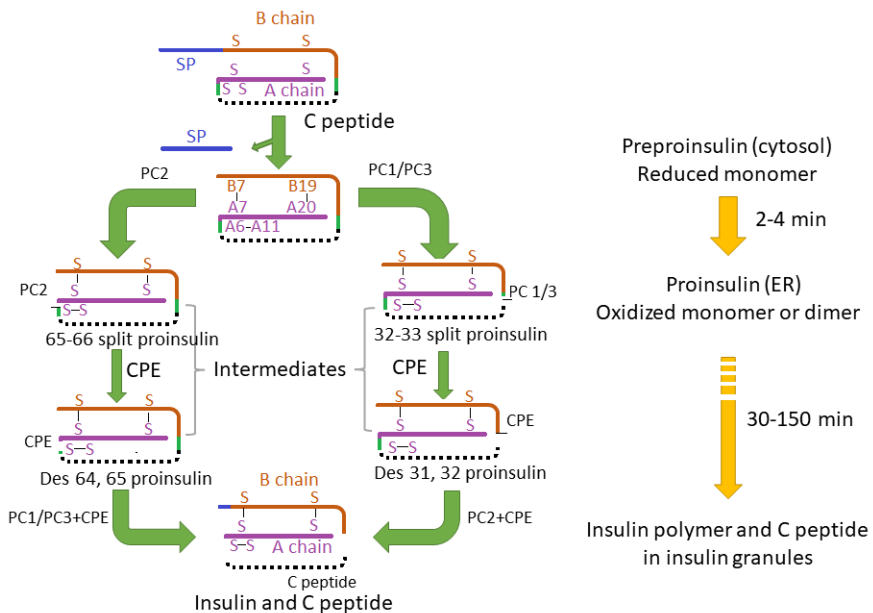 B chain
S S
SP
S S
S S A chain
C peptide
SP
PC2
PC1/PC3
B7 B19
A7 A20
A6-A11
S S
S S
PC2
S-S
65-66 split proinsulin
S S
S S
PC 1/3
S-S
32-33 split proinsulin
CPE
Intermediates
CPE
S S
S S
CPE
S-S
Des 64, 65 proinsulin
S S
S S
CPE
S-S
Des 31, 32 proinsulin
PC1/PC3+CPE
PC2+CPE
B chain
S S
S S
S-S A chain
C peptide
Insulin and C peptide
Preproinsulin (cytosol)
Reduced monomer
2-4 min
Proinsulin (ER)
Oxidized monomer or dimer
30-150 min
Insulin polymer and C peptide
in insulin granules